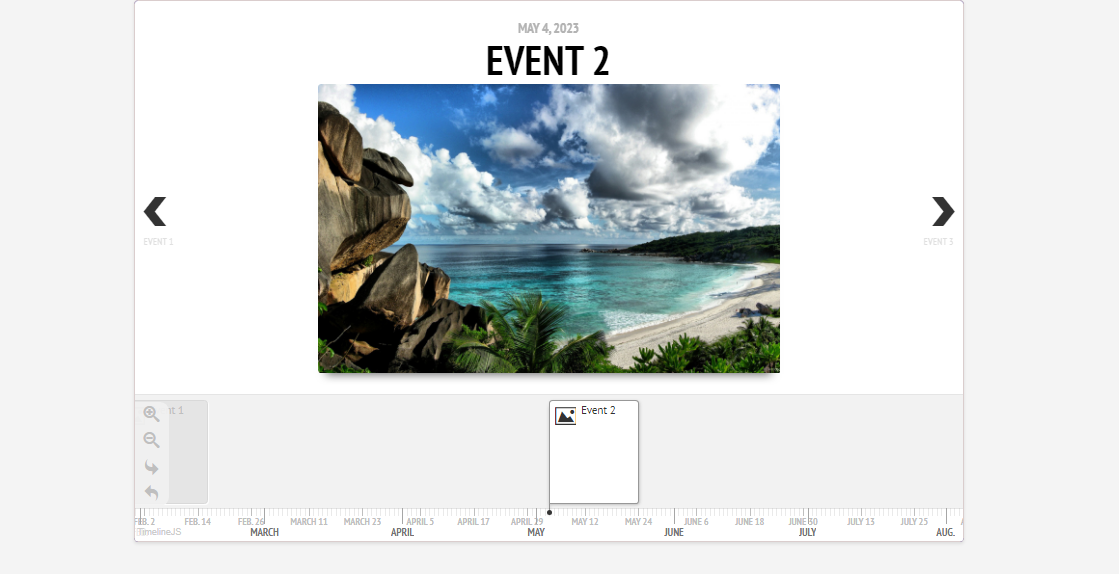 MAY 4, 2023
EVENT 2
EVENT 1
EVENT 3
nt 1
Event 2
FEB. 2 FEB. 14 FEB. 26 MARCH 11 MARCH 23 APRIL 5 APRIL 17 APRIL 29 MAY 12 MAY 24 JUNE 6 JUNE 18 JUNE 30 JULY 13 JULY 25
TimelineJS MARCH APRIL MAY JUNE JULY AUG.